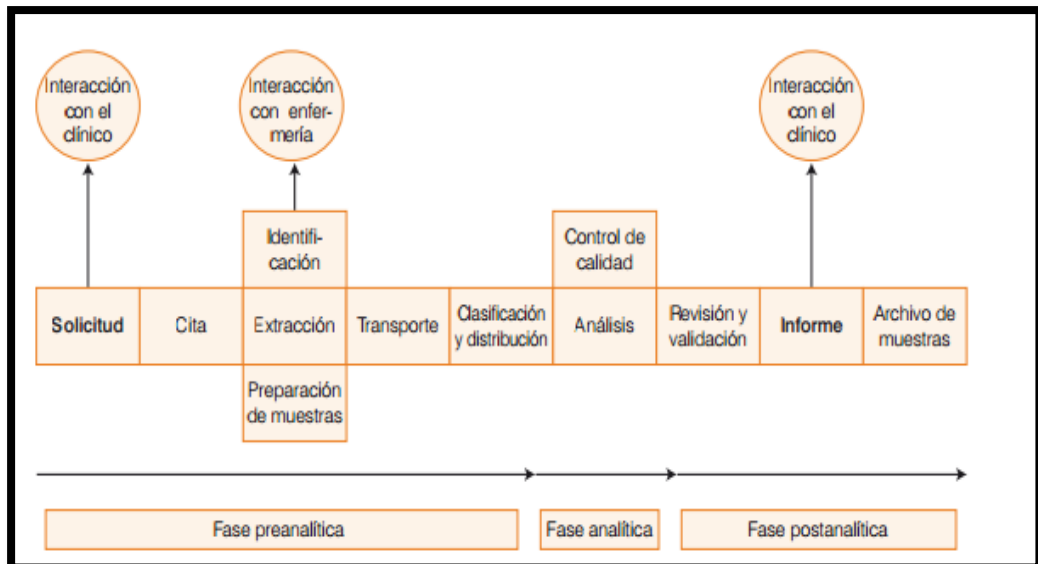 Interacción
con el
clínico
Interacción
con enfer-
mería
Interacción
con el
clínico
Identifi-
cación
Control de
calidad
Solicitud
Cita
Extracción
Transporte
Clasificación
y distribución
Análisis
Revisión y
validación
Informe
Archivo de
muestras
Preparación
de muestras
Fase preanalítica
Fase analítica
Fase postanalítica